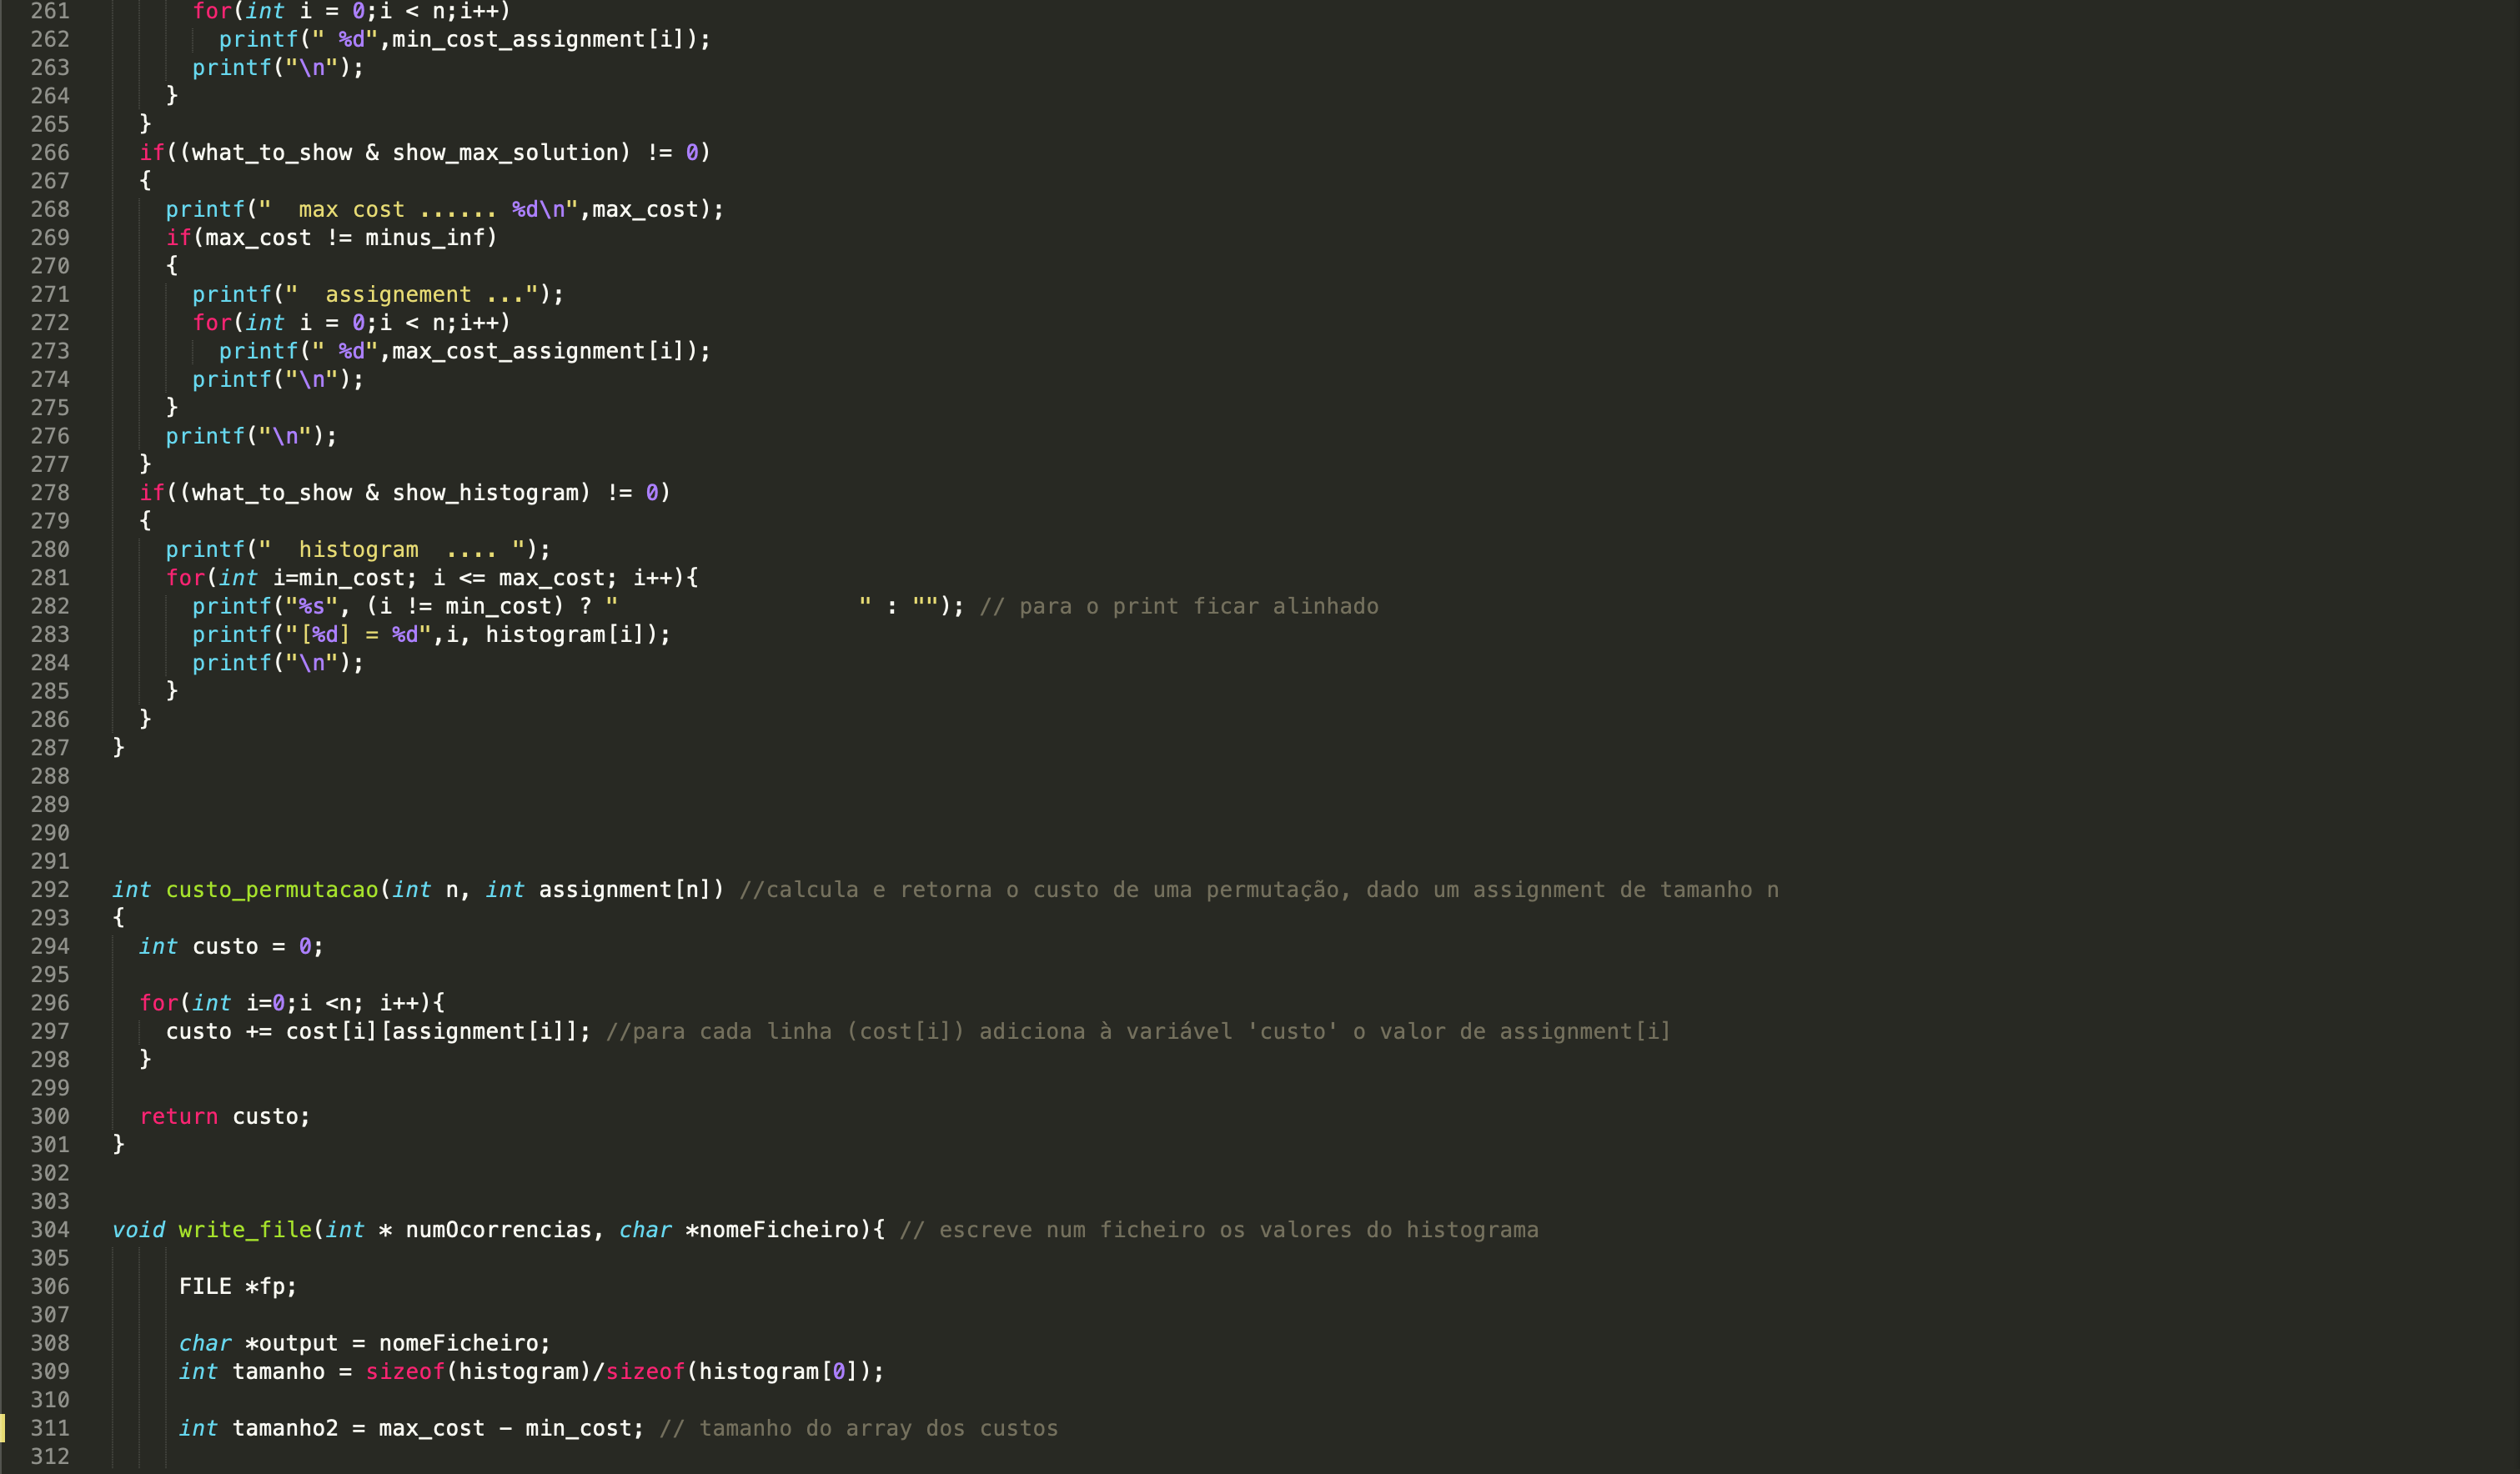 261 for(int i = 0;i < n;i++)
262 printf(" %d",min_cost_assignment[i]);
263 printf("\n");
264 }
265 }
266 if((what_to_show & show_max_solution) != 0)
267 {
268 printf("  max cost ...... %d\n",max_cost);
269 if(max_cost != minus_inf)
270 {
271 printf("  assignement ...");
272 for(int i = 0;i < n;i++)
273 printf(" %d",max_cost_assignment[i]);
274 printf("\n");
275 }
276 printf("\n");
277 }
278 if((what_to_show & show_histogram) != 0)
279 {
280 printf("  histogram  .... ");
281 for(int i=min_cost; i <= max_cost; i++){
282 printf("%s", (i != min_cost) ? "                  " : ""); // para o print ficar alinhado
283 printf("[%d] = %d",i, histogram[i]);
284 printf("\n");
285 }
286 }
287 }
288
289
290
291
292 int custo_permutacao(int n, int assignment[n]) //calcula e retorna o custo de uma permutação, dado um assignment de tamanho n
293 {
294 int custo = 0;
295
296 for(int i=0;i <n; i++){
297 custo += cost[i][assignment[i]]; //para cada linha (cost[i]) adiciona à variável 'custo' o valor de assignment[i]
298 }
299
300 return custo;
301 }
302
303
304 void write_file(int * numOcorrencias, char *nomeFicheiro){ // escreve num ficheiro os valores do histograma
305
306 FILE *fp;
307
308 char *output = nomeFicheiro;
309 int tamanho = sizeof(histogram)/sizeof(histogram[0]);
310
311 int tamanho2 = max_cost - min_cost; // tamanho do array dos custos
312